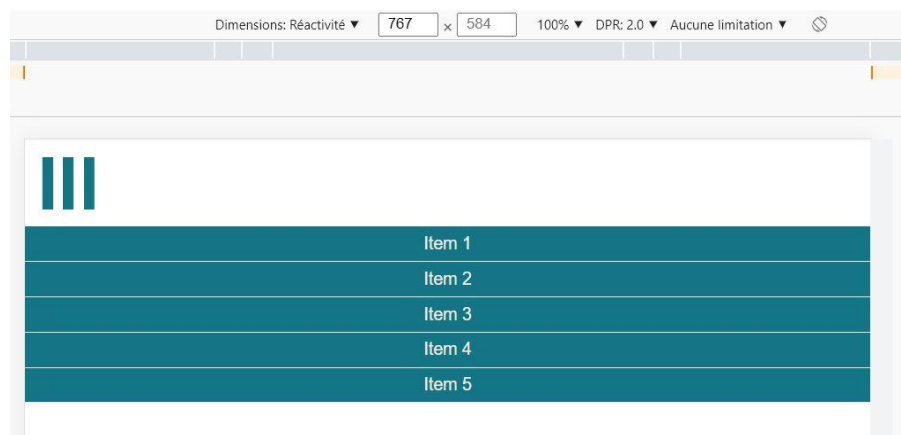 Dimensions: Réactivité ▼ 767 × 584 100% ▼ DPR: 2.0 ▼ Aucune limitation ▼
Item 1
Item 2
Item 3
Item 4
Item 5